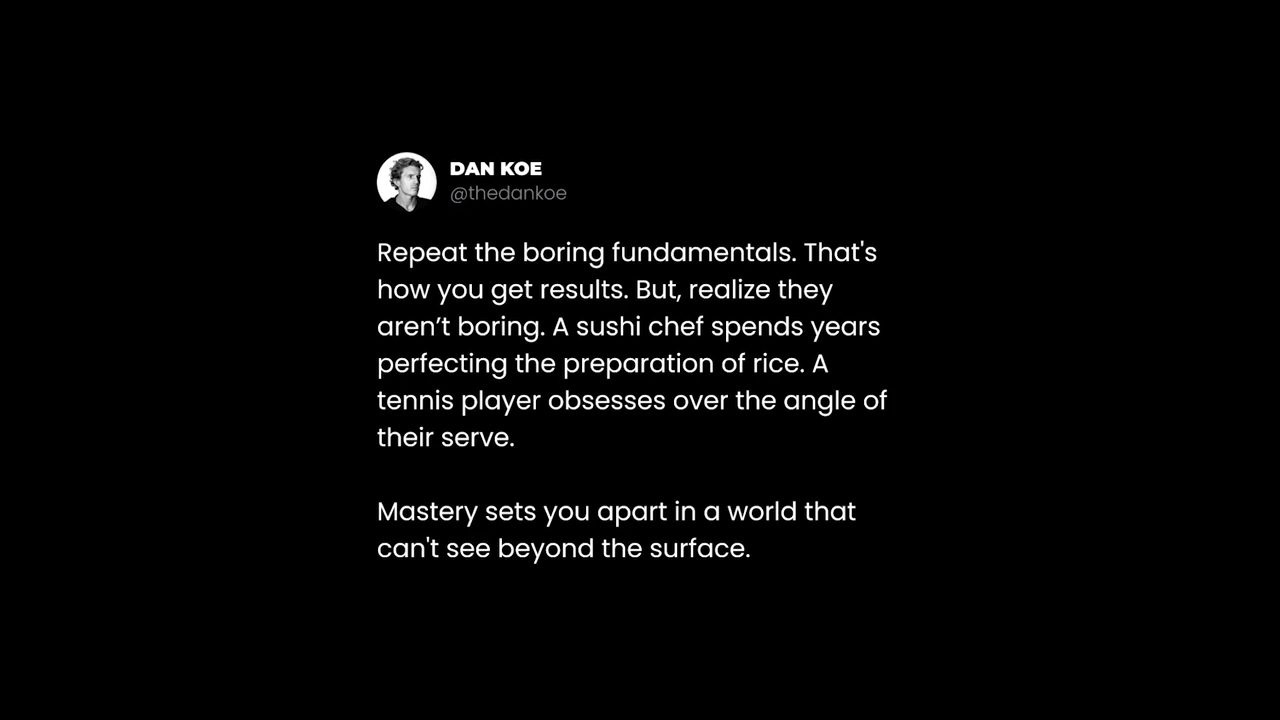 DAN KOE
@thedankoe
Repeat the boring fundamentals. That's
how you get results. But, realize they
aren’t boring. A sushi chef spends years
perfecting the preparation of rice. A
tennis player obsesses over the angle of
their serve.
Mastery sets you apart in a world that
can't see beyond the surface.